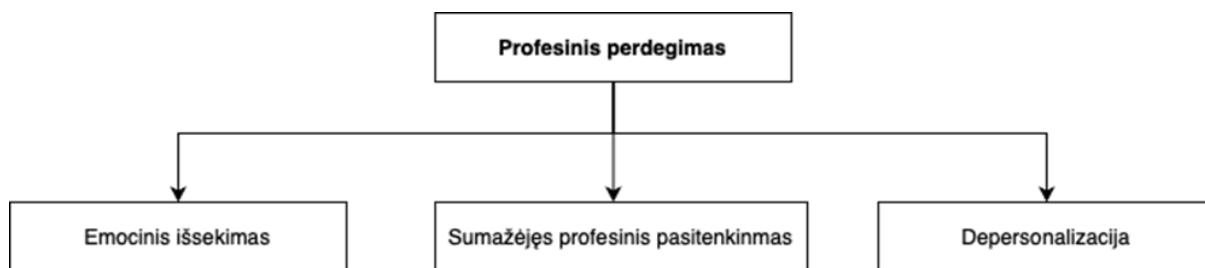 Profesinis perdegimas
Emocinis išsekimas
Sumažėjęs profesinis pasitenkinmas
Depersonalizacija